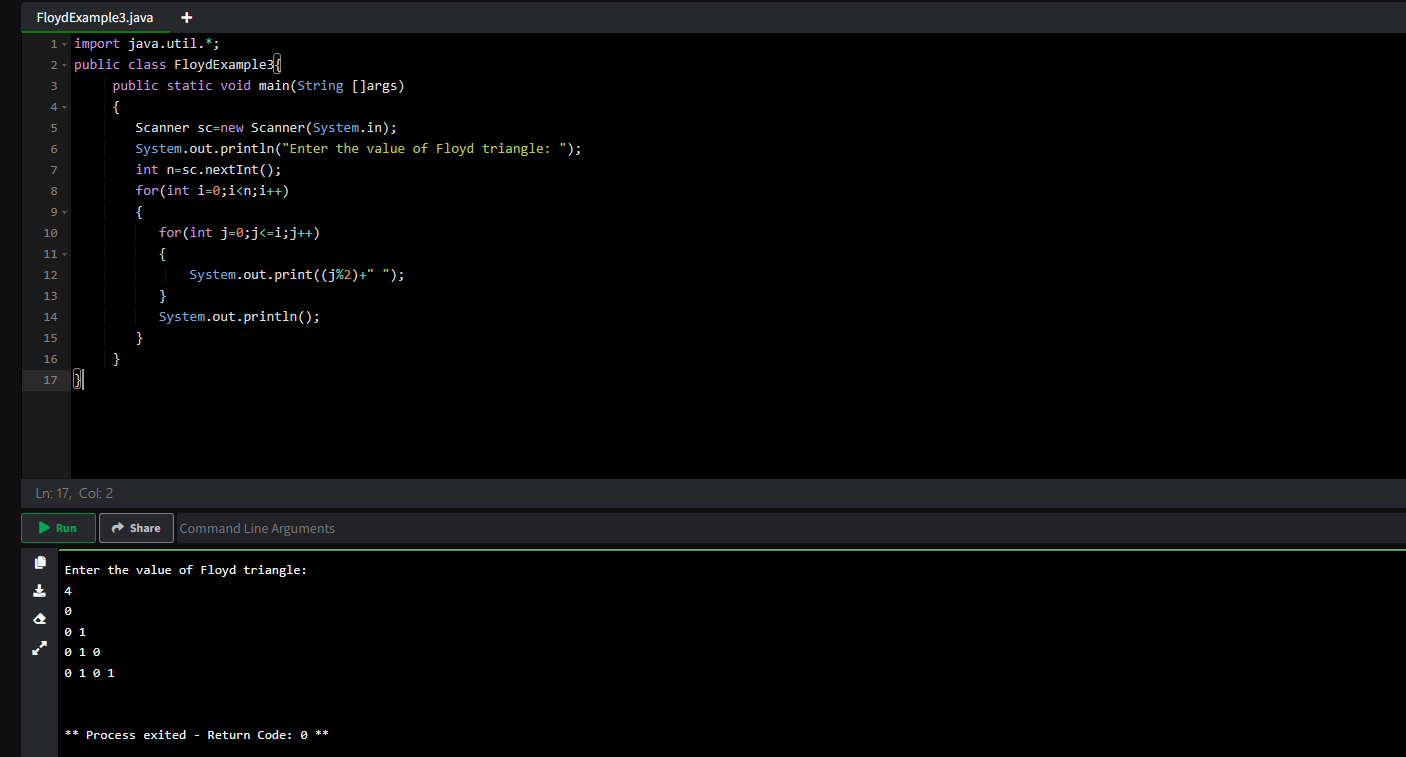 FloydExample3.java +
1 import java.util.*;
2 public class FloydExample3{
3 public static void main(String []args)
4 {
5 Scanner sc=new Scanner(System.in);
6 System.out.println("Enter the value of Floyd triangle: ");
7 int n=sc.nextInt();
8 for(int i=0;i<n;i++)
9 {
10 for(int j=0;j<=i;j++)
11 {
12 System.out.print((j%2)+" ");
13 }
14 System.out.println();
15 }
16 }
17 }
Ln: 17, Col: 2
Run Share Command Line Arguments
Enter the value of Floyd triangle:
4
0
0 1
0 1 0
0 1 0 1
** Process exited - Return Code: 0 **